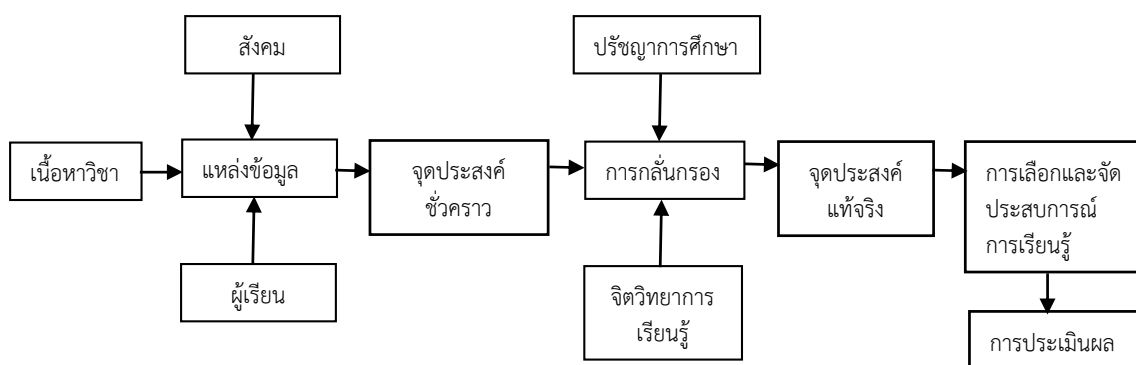 สังคม
ปรัชญาการศึกษา
เนื้อหาวิชา
แหล่งข้อมูล
จุดประสงค์
ชั่วคราว
การกลั่นกรอง
จุดประสงค์
แท้จริง
การเลือกและจัด
ประสบการณ์
การเรียนรู้
ผู้เรียน
จิตวิทยาการ
เรียนรู้
การประเมินผล